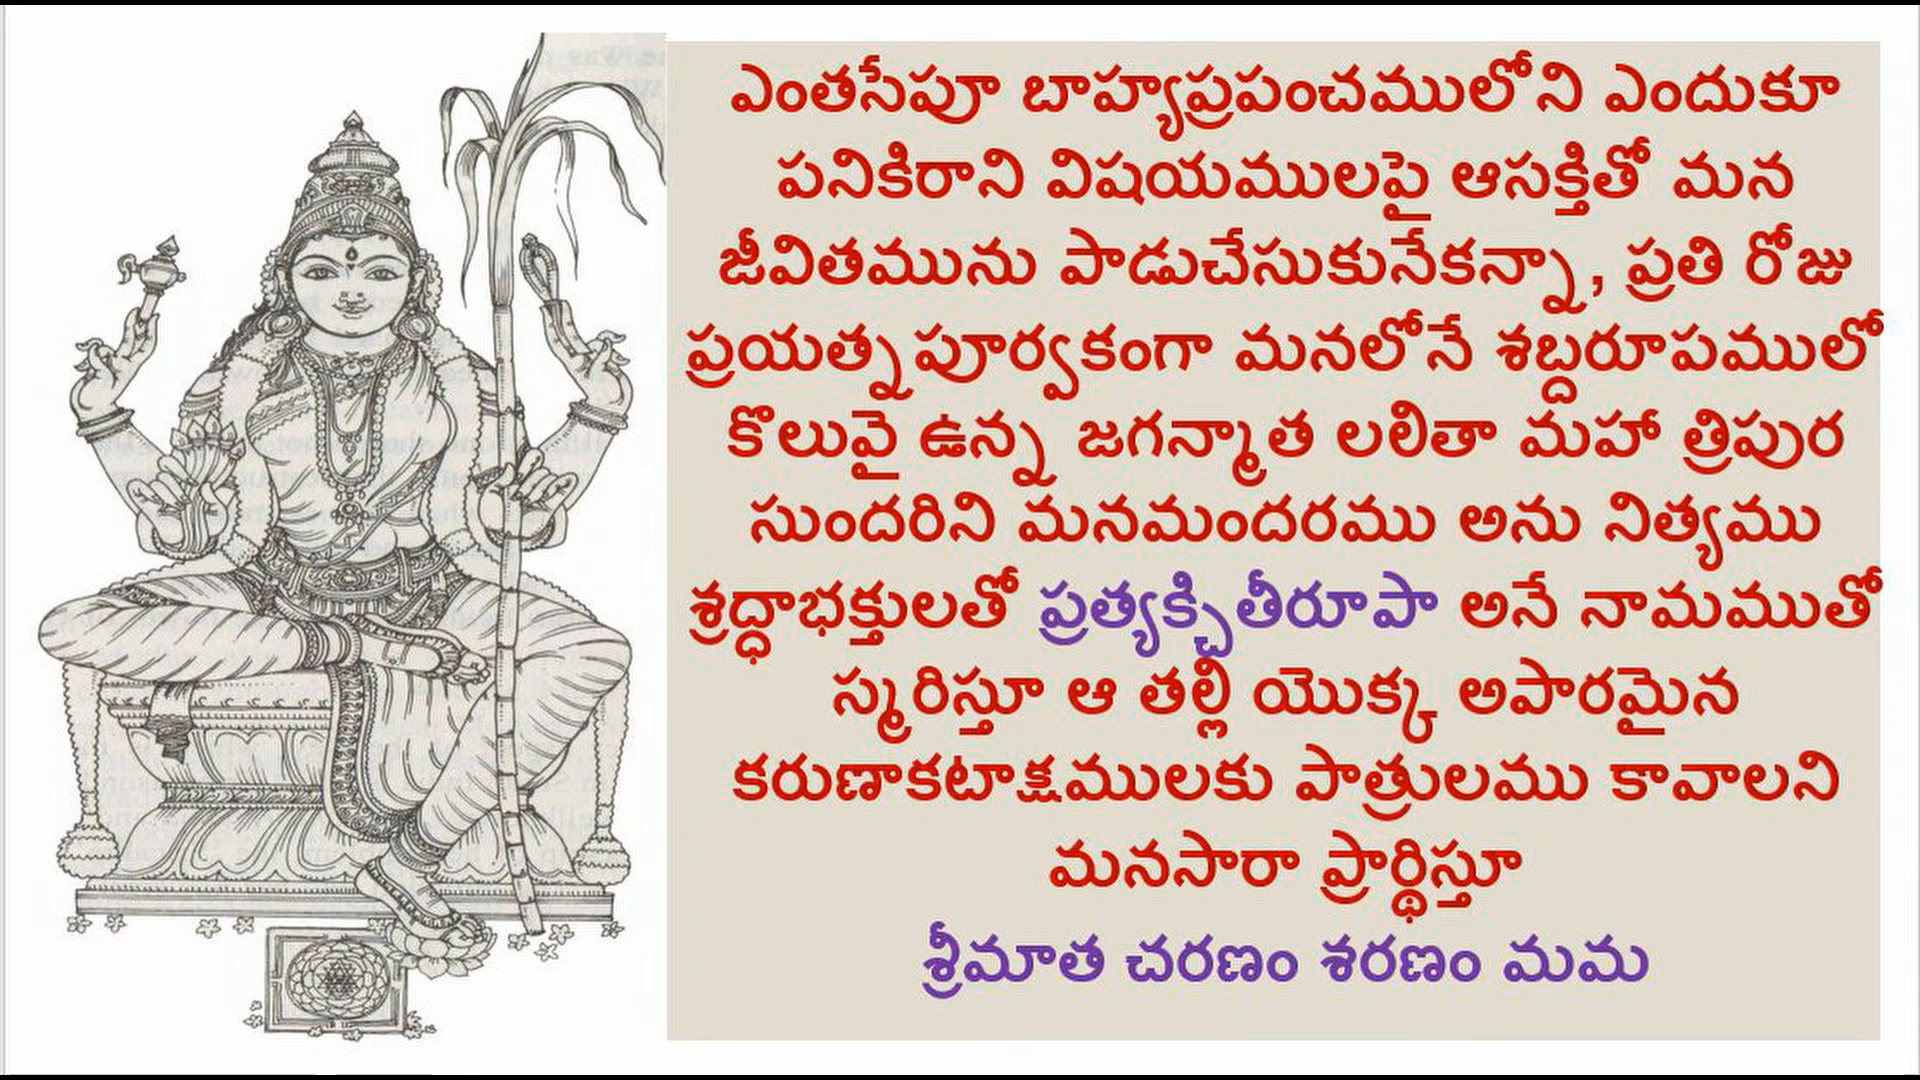 ఎంతసేపూ బాహ్యప్రపంచములోని ఎందుకూ
పనికిరాని విషయములపై ఆసక్తితో మన
జీవితమును పాడుచేసుకునేకన్నా, ప్రతి రోజు
ప్రయత్నపూర్వకంగా మనలోనే శబ్దరూపములో
కొలువై ఉన్న జగన్మాత లలితా మహా త్రిపుర
సుందరిని మనమందరము అను నిత్యము
శ్రద్ధాభక్తులతో ప్రత్యక్చితీరూపా అనే నామముతో
స్మరిస్తూ ఆ తల్లి యొక్క అపారమైన
కరుణాకటాక్షములకు పాత్రులము కావాలని
మనసారా ప్రార్థిస్తూ
శ్రీమాత చరణం శరణం మమ